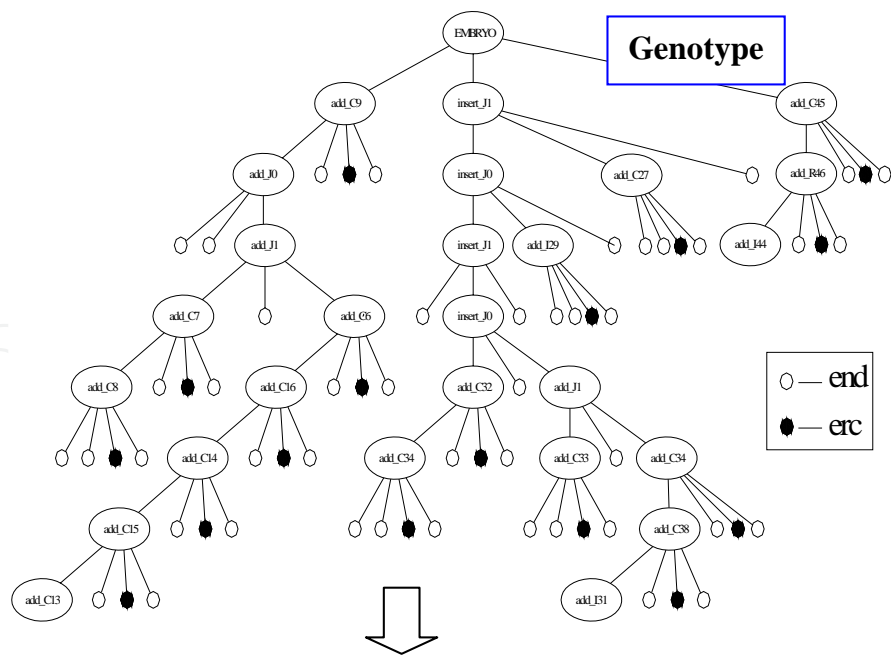 EMBRYO
Genotype
add_C9
insert_J1
add_C45
add_J0
insert_J0
add_C27
add_R46
add_J1
insert_J1
add_I29
add_I44
add_C7
add_C6
insert_J0
add_C8
add_C16
add_C32
add_J1
end
erc
add_C14
add_C34
add_C33
add_C34
add_C15
add_C38
add_C13
add_I31